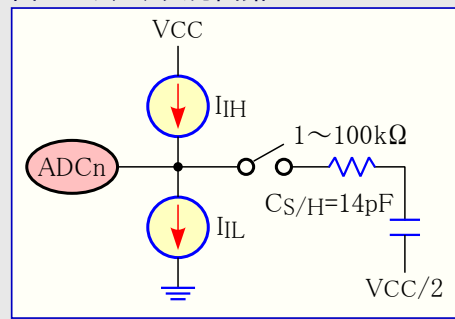 VCC
IIH
1～100kΩ
ADCn
CS/H=14pF
IIL
VCC/2